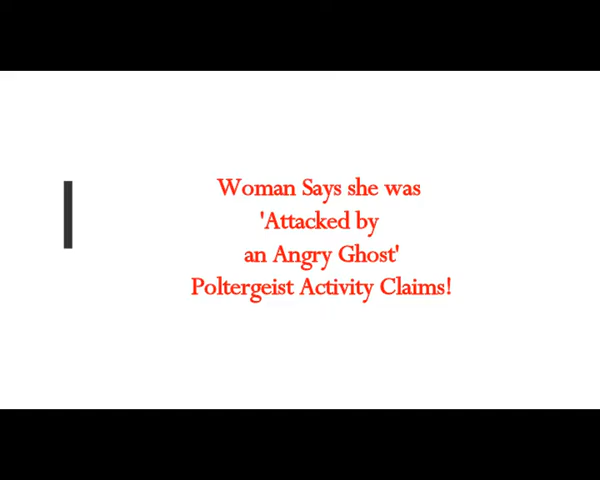 Woman Says she was
'Attacked by
an Angry Ghost'
Poltergeist Activity Claims!